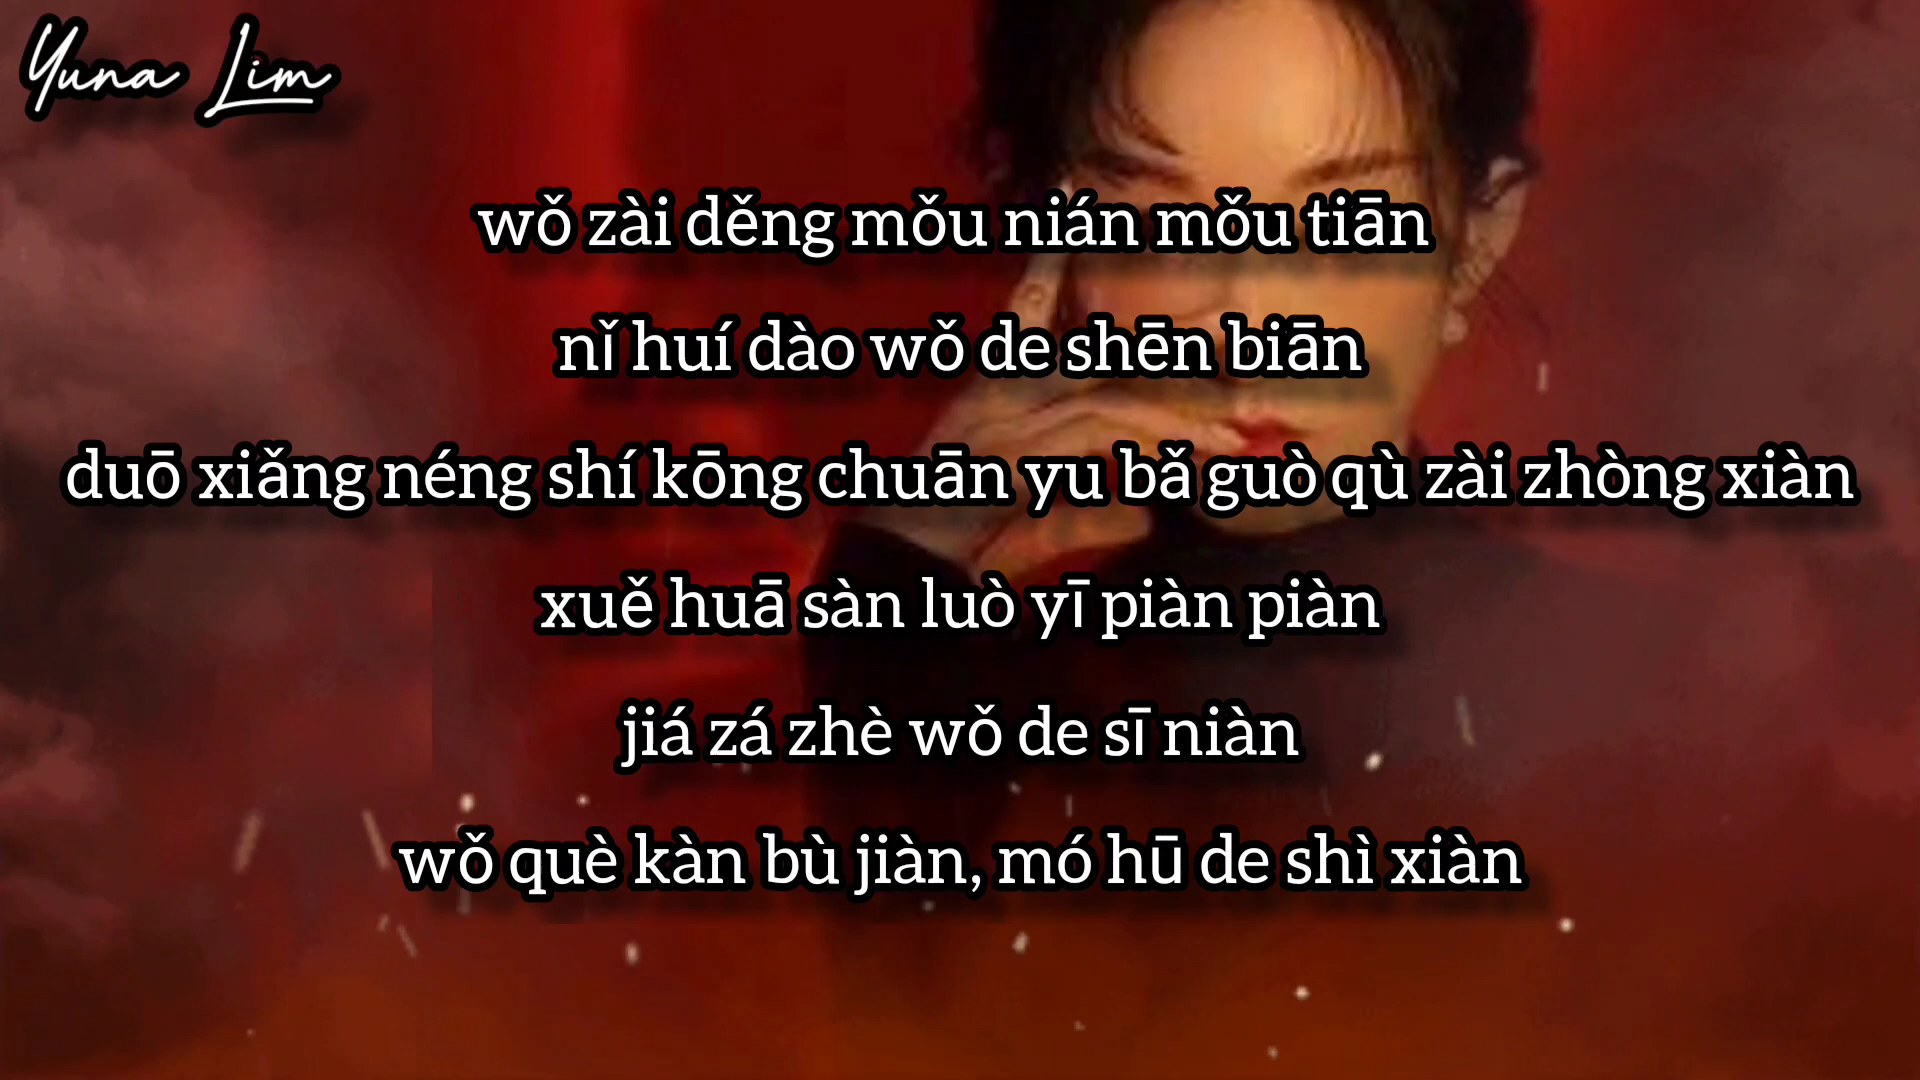 Yuna Lim
wǒ zài děng mǒu nián mǒu tiān
nǐ huí dào wǒ de shēn biān
duō xiǎng néng shí kōng chuān yu bǎ guò qù zài zhòng xiàn
xuě huā sàn luò yī piàn piàn
jiá zá zhè wǒ de sī niàn
wǒ què kàn bù jiàn, mó hū de shì xiàn